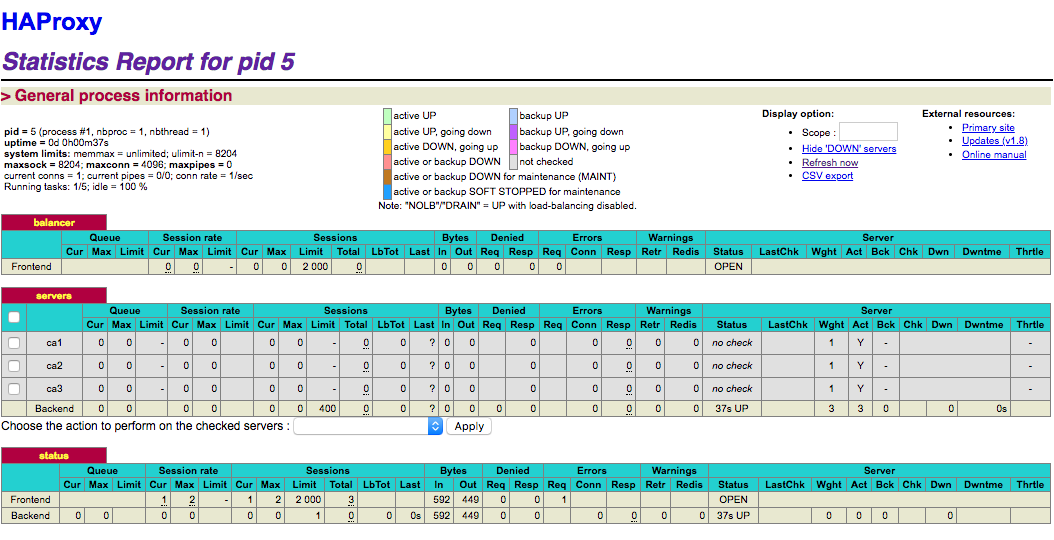 HAProxy
Statistics Report for pid 5
> General process information
pid = 5 (process #1, nbproc = 1, nbthread = 1)
uptime = 0d 0h00m37s
system limits: memmax = unlimited; ulimit-n = 8204
maxsock = 8204; maxconn = 4096; maxpipes = 0
current conns = 1; current pipes = 0/0; conn rate = 1/sec
Running tasks: 1/5; idle = 100 %
active UP backup UP
active UP, going down backup UP, going down
active DOWN, going up backup DOWN, going up
active or backup DOWN not checked
active or backup DOWN for maintenance (MAINT)
active or backup SOFT STOPPED for maintenance
Note: "NOLB"/"DRAIN" = UP with load-balancing disabled.
Display option:
• Scope :
• Hide 'DOWN' servers
• Refresh now
• CSV export
External resources:
• Primary site
• Updates (v1.8)
• Online manual
balancer
Queue Session rate Sessions Bytes Denied Errors Warnings Server
Cur Max Limit Cur Max Limit Cur Max Limit Total LbTot Last In Out Req Resp Req Conn Resp Retr Redis Status LastChk Wght Act Bck Chk Dwn Dwntme Thrtle
Frontend 0 0 - 0 0 2 000 0 0 0 0 0 0 OPEN
servers
Queue Session rate Sessions Bytes Denied Errors Warnings Server
Cur Max Limit Cur Max Limit Cur Max Limit Total LbTot Last In Out Req Resp Req Conn Resp Retr Redis Status LastChk Wght Act Bck Chk Dwn Dwntme Thrtle
ca1 0 0 - 0 0 0 0 - 0 0 ? 0 0 0 0 0 0 0 no check 1 Y - -
ca2 0 0 - 0 0 0 0 - 0 0 ? 0 0 0 0 0 0 0 no check 1 Y - -
ca3 0 0 - 0 0 0 0 - 0 0 ? 0 0 0 0 0 0 0 no check 1 Y - -
Backend 0 0 0 0 0 0 400 0 0 ? 0 0 0 0 0 0 0 0 37s UP 3 3 0 0 0s
Choose the action to perform on the checked servers : Apply
status
Queue Session rate Sessions Bytes Denied Errors Warnings Server
Cur Max Limit Cur Max Limit Cur Max Limit Total LbTot Last In Out Req Resp Req Conn Resp Retr Redis Status LastChk Wght Act Bck Chk Dwn Dwntme Thrtle
Frontend 1 2 - 1 2 2 000 3 592 449 0 0 1 OPEN
Backend 0 0 0 0 0 0 1 0 0 0s 592 449 0 0 0 0 0 0 37s UP 0 0 0 0